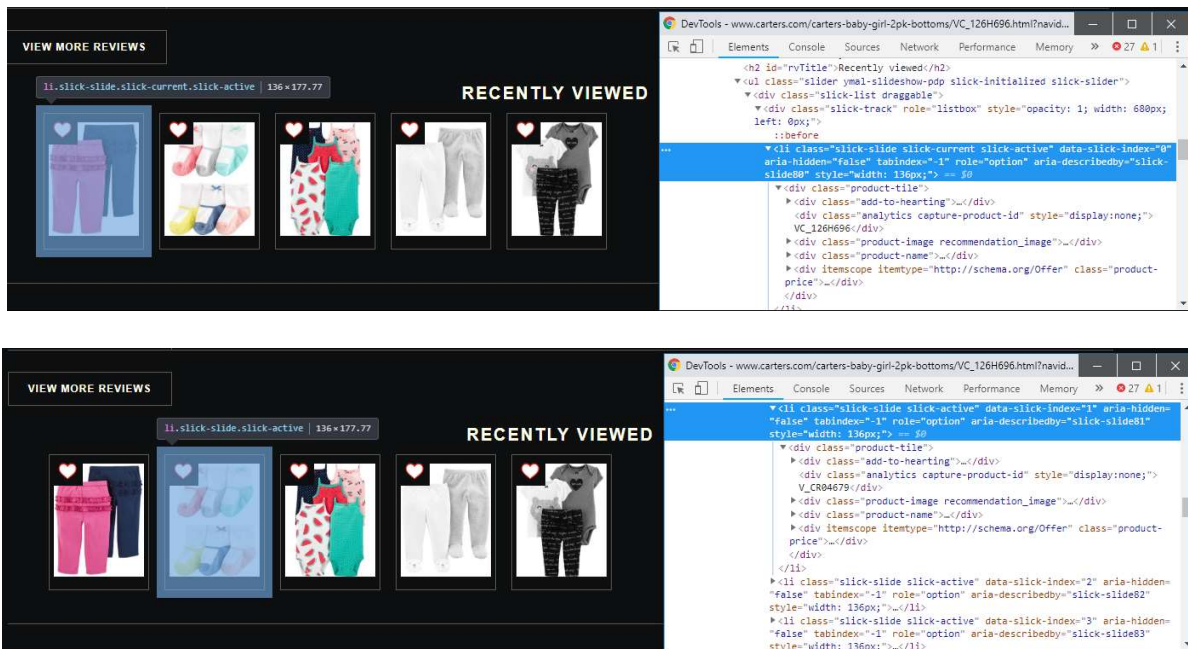 DevTools - www.carters.com/carters-baby-girl-2pk-bottoms/VC_126H696.html?navid...
Elements Console Sources Network Performance Memory » 27 1
VIEW MORE REVIEWS
li.slick-slide.slick-current.slick-active | 136×177.77
RECENTLY VIEWED
<h2 id="rvTitle">Recently viewed</h2>
▼<ul class="slider ymal-slideshow-pdp slick-initialized slick-slider">
▼<div class="slick-list draggable">
▼<div class="slick-track" role="listbox" style="opacity: 1; width: 680px;
left: 0px;">
::before
... ▼<li class="slick-slide slick-current slick-active" data-slick-index="0"
aria-hidden="false" tabindex="-1" role="option" aria-describedby="slick-
slide80" style="width: 136px;"> == $0
▼<div class="product-tile">
▶<div class="add-to-hearting">…</div>
<div class="analytics capture-product-id" style="display:none;">
VC_126H696</div>
▶<div class="product-image recommendation_image">…</div>
▶<div class="product-name">…</div>
▶<div itemscope itemtype="http://schema.org/Offer" class="product-
price">…</div>
</div>
</li>
DevTools - www.carters.com/carters-baby-girl-2pk-bottoms/VC_126H696.html?navid...
Elements Console Sources Network Performance Memory » 27 1
VIEW MORE REVIEWS
li.slick-slide.slick-active | 136×177.77
RECENTLY VIEWED
... ▼<li class="slick-slide slick-active" data-slick-index="1" aria-hidden=
"false" tabindex="-1" role="option" aria-describedby="slick-slide81"
style="width: 136px;"> == $0
▼<div class="product-tile">
▶<div class="add-to-hearting">…</div>
<div class="analytics capture-product-id" style="display:none;">
V_CR04679</div>
▶<div class="product-image recommendation_image">…</div>
▶<div class="product-name">…</div>
▶<div itemscope itemtype="http://schema.org/Offer" class="product-
price">…</div>
</div>
</li>
▶<li class="slick-slide slick-active" data-slick-index="2" aria-hidden=
"false" tabindex="-1" role="option" aria-describedby="slick-slide82"
style="width: 136px;">…</li>
▶<li class="slick-slide slick-active" data-slick-index="3" aria-hidden=
"false" tabindex="-1" role="option" aria-describedby="slick-slide83"
style="width: 136px;">…</li>